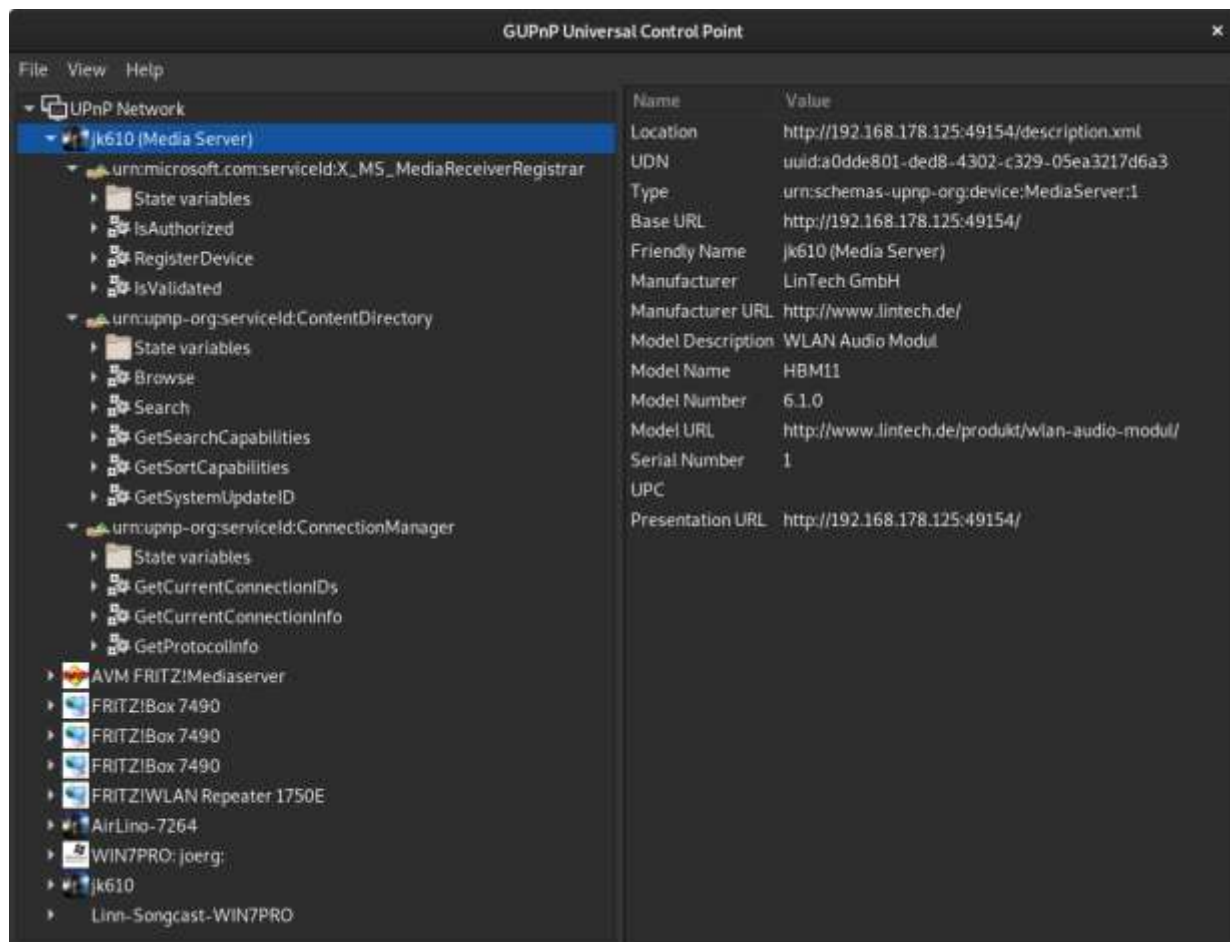 GUPnP Universal Control Point
File View Help
UPnP Network
jk610 (Media Server)
urn:microsoft.com:serviceId:X_MS_MediaReceiverRegistrar
State variables
IsAuthorized
RegisterDevice
IsValidated
urn:upnp-org:serviceId:ContentDirectory
State variables
Browse
Search
GetSearchCapabilities
GetSortCapabilities
GetSystemUpdateID
urn:upnp-org:serviceId:ConnectionManager
State variables
GetCurrentConnectionIDs
GetCurrentConnectionInfo
GetProtocolInfo
AVM FRITZ!Mediaserver
FRITZ!Box 7490
FRITZ!Box 7490
FRITZ!Box 7490
FRITZ!WLAN Repeater 1750E
AirLino-7264
WIN7PRO: joerg:
jk610
Linn-Songcast-WIN7PRO
Name Value
Location http://192.168.178.125:49154/description.xml
UDN uuid:a0dde801-ded8-4302-c329-05ea3217d6a3
Type urn:schemas-upnp-org:device:MediaServer:1
Base URL http://192.168.178.125:49154/
Friendly Name jk610 (Media Server)
Manufacturer LinTech GmbH
Manufacturer URL http://www.lintech.de/
Model Description WLAN Audio Modul
Model Name HBM11
Model Number 6.1.0
Model URL http://www.lintech.de/produkt/wlan-audio-modul/
Serial Number 1
UPC
Presentation URL http://192.168.178.125:49154/